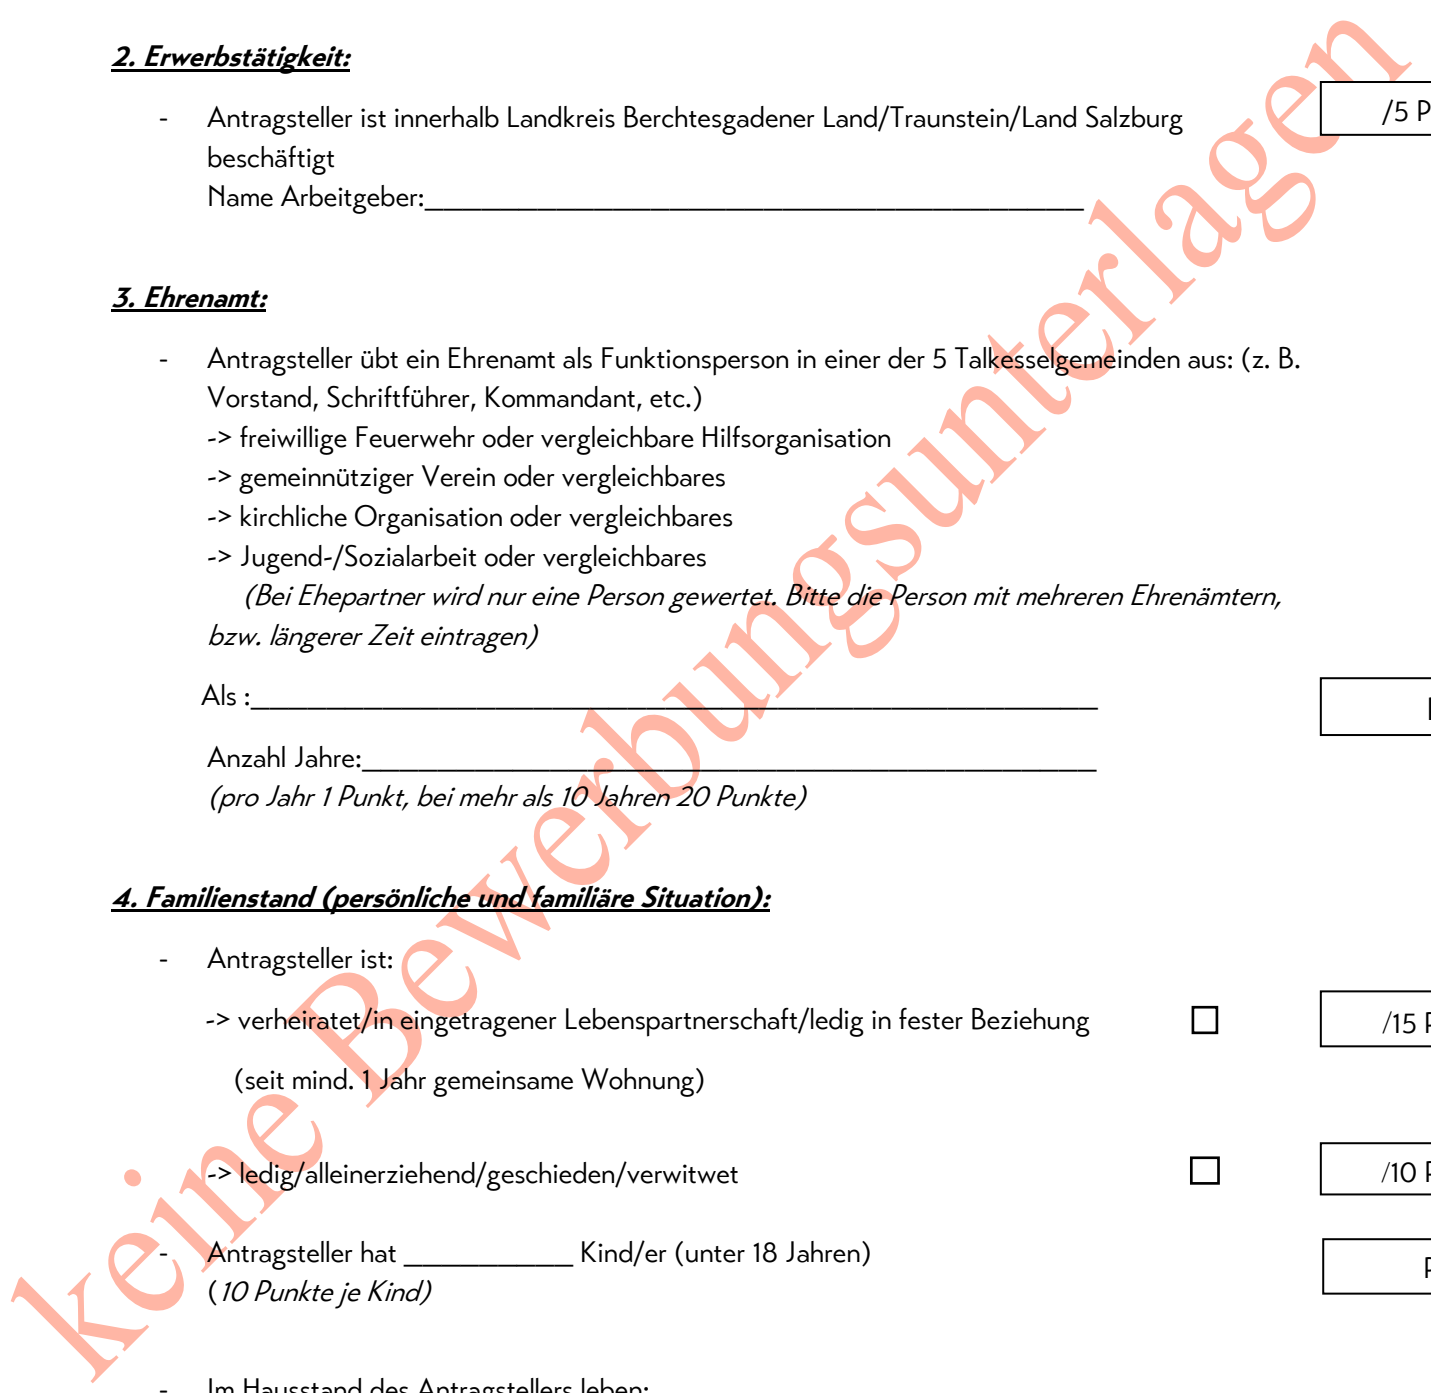 2. Erwerbstätigkeit:
- Antragsteller ist innerhalb Landkreis Berchtesgadener Land/Traunstein/Land Salzburg
/5 P
beschäftigt
Name Arbeitgeber:___________________________________
3. Ehrenamt:
- Antragsteller übt ein Ehrenamt als Funktionsperson in einer der 5 Talkesselgemeinden aus: (z. B.
Vorstand, Schriftführer, Kommandant, etc.)
-> freiwillige Feuerwehr oder vergleichbare Hilfsorganisation
-> gemeinnütziger Verein oder vergleichbares
-> kirchliche Organisation oder vergleichbares
-> Jugend-/Sozialarbeit oder vergleichbares
(Bei Ehepartner wird nur eine Person gewertet. Bitte die Person mit mehreren Ehrenämtern,
bzw. längerer Zeit eintragen)
Als :_____________________________________________
Anzahl Jahre:_______________________________________
(pro Jahr 1 Punkt, bei mehr als 10 Jahren 20 Punkte)
4. Familienstand (persönliche und familiäre Situation):
- Antragsteller ist:
-> verheiratet/in eingetragener Lebenspartnerschaft/ledig in fester Beziehung ☐
/15 P
(seit mind. 1 Jahr gemeinsame Wohnung)
-> ledig/alleinerziehend/geschieden/verwitwet ☐
/10 P
- Antragsteller hat _________ Kind/er (unter 18 Jahren)
P
(10 Punkte je Kind)
- Im Hausstand des Antragstellers leben:
keine Bewerbungsunterlagen